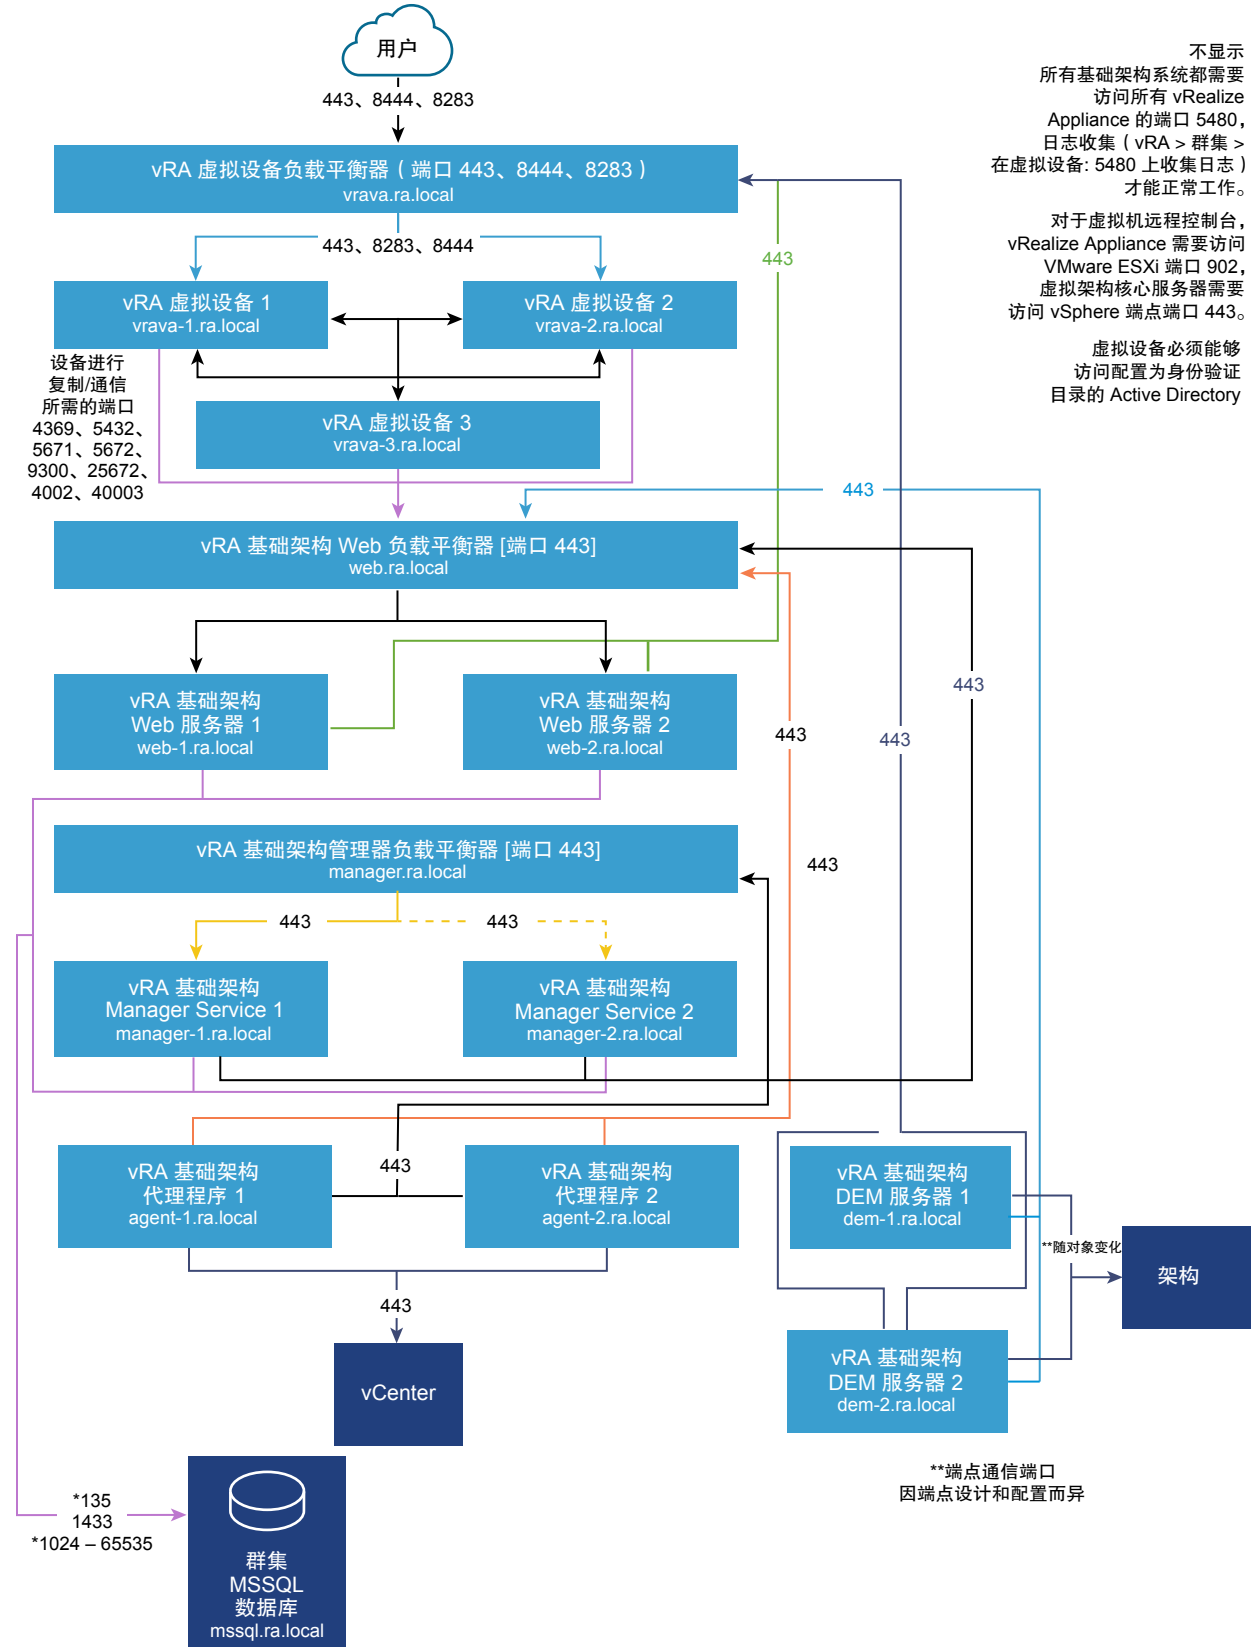 用户
443、8444、8283
vRA 虚拟设备负载平衡器（端口 443、8444、8283）
vrava.ra.local
443、8283、8444
vRA 虚拟设备 1
vrava-1.ra.local
vRA 虚拟设备 2
vrava-2.ra.local
设备进行
复制/通信
所需的端口
4369、5432、
5671、5672、
9300、25672、
4002、40003
vRA 虚拟设备 3
vrava-3.ra.local
不显示
所有基础架构系统都需要
访问所有 vRealize
Appliance 的端口 5480，
日志收集（vRA > 群集 >
在虚拟设备: 5480 上收集日志）
才能正常工作。
对于虚拟机远程控制台，
vRealize Appliance 需要访问
VMware ESXi 端口 902，
虚拟架构核心服务器需要
访问 vSphere 端点端口 443。
虚拟设备必须能够
访问配置为身份验证
目录的 Active Directory
443
443
vRA 基础架构 Web 负载平衡器 [端口 443]
web.ra.local
vRA 基础架构
Web 服务器 1
web-1.ra.local
vRA 基础架构
Web 服务器 2
web-2.ra.local
443
443
443
vRA 基础架构管理器负载平衡器 [端口 443]
manager.ra.local
443
443
443
vRA 基础架构
Manager Service 1
manager-1.ra.local
vRA 基础架构
Manager Service 2
manager-2.ra.local
vRA 基础架构
代理程序 1
agent-1.ra.local
443
vRA 基础架构
代理程序 2
agent-2.ra.local
vRA 基础架构
DEM 服务器 1
dem-1.ra.local
**随对象变化
架构
443
vCenter
vRA 基础架构
DEM 服务器 2
dem-2.ra.local
**端点通信端口
因端点设计和配置而异
*135
1433
*1024 – 65535
群集
MSSQL
数据库
mssql.ra.local